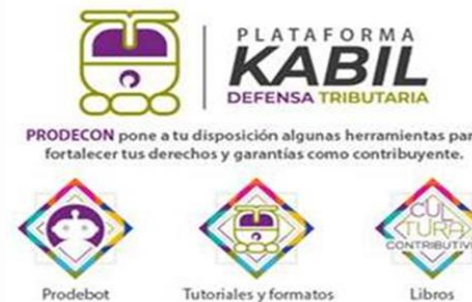 PLATAFORMA
KABIL
DEFENSA TRIBUTARIA
PRODECON pone a tu disposición algunas herramientas par
fortalecer tus derechos y garantías como contribuyente.
CUL
TURA
CONTRIBUTIV
Prodebot
Tutoriales y formatos
Libros